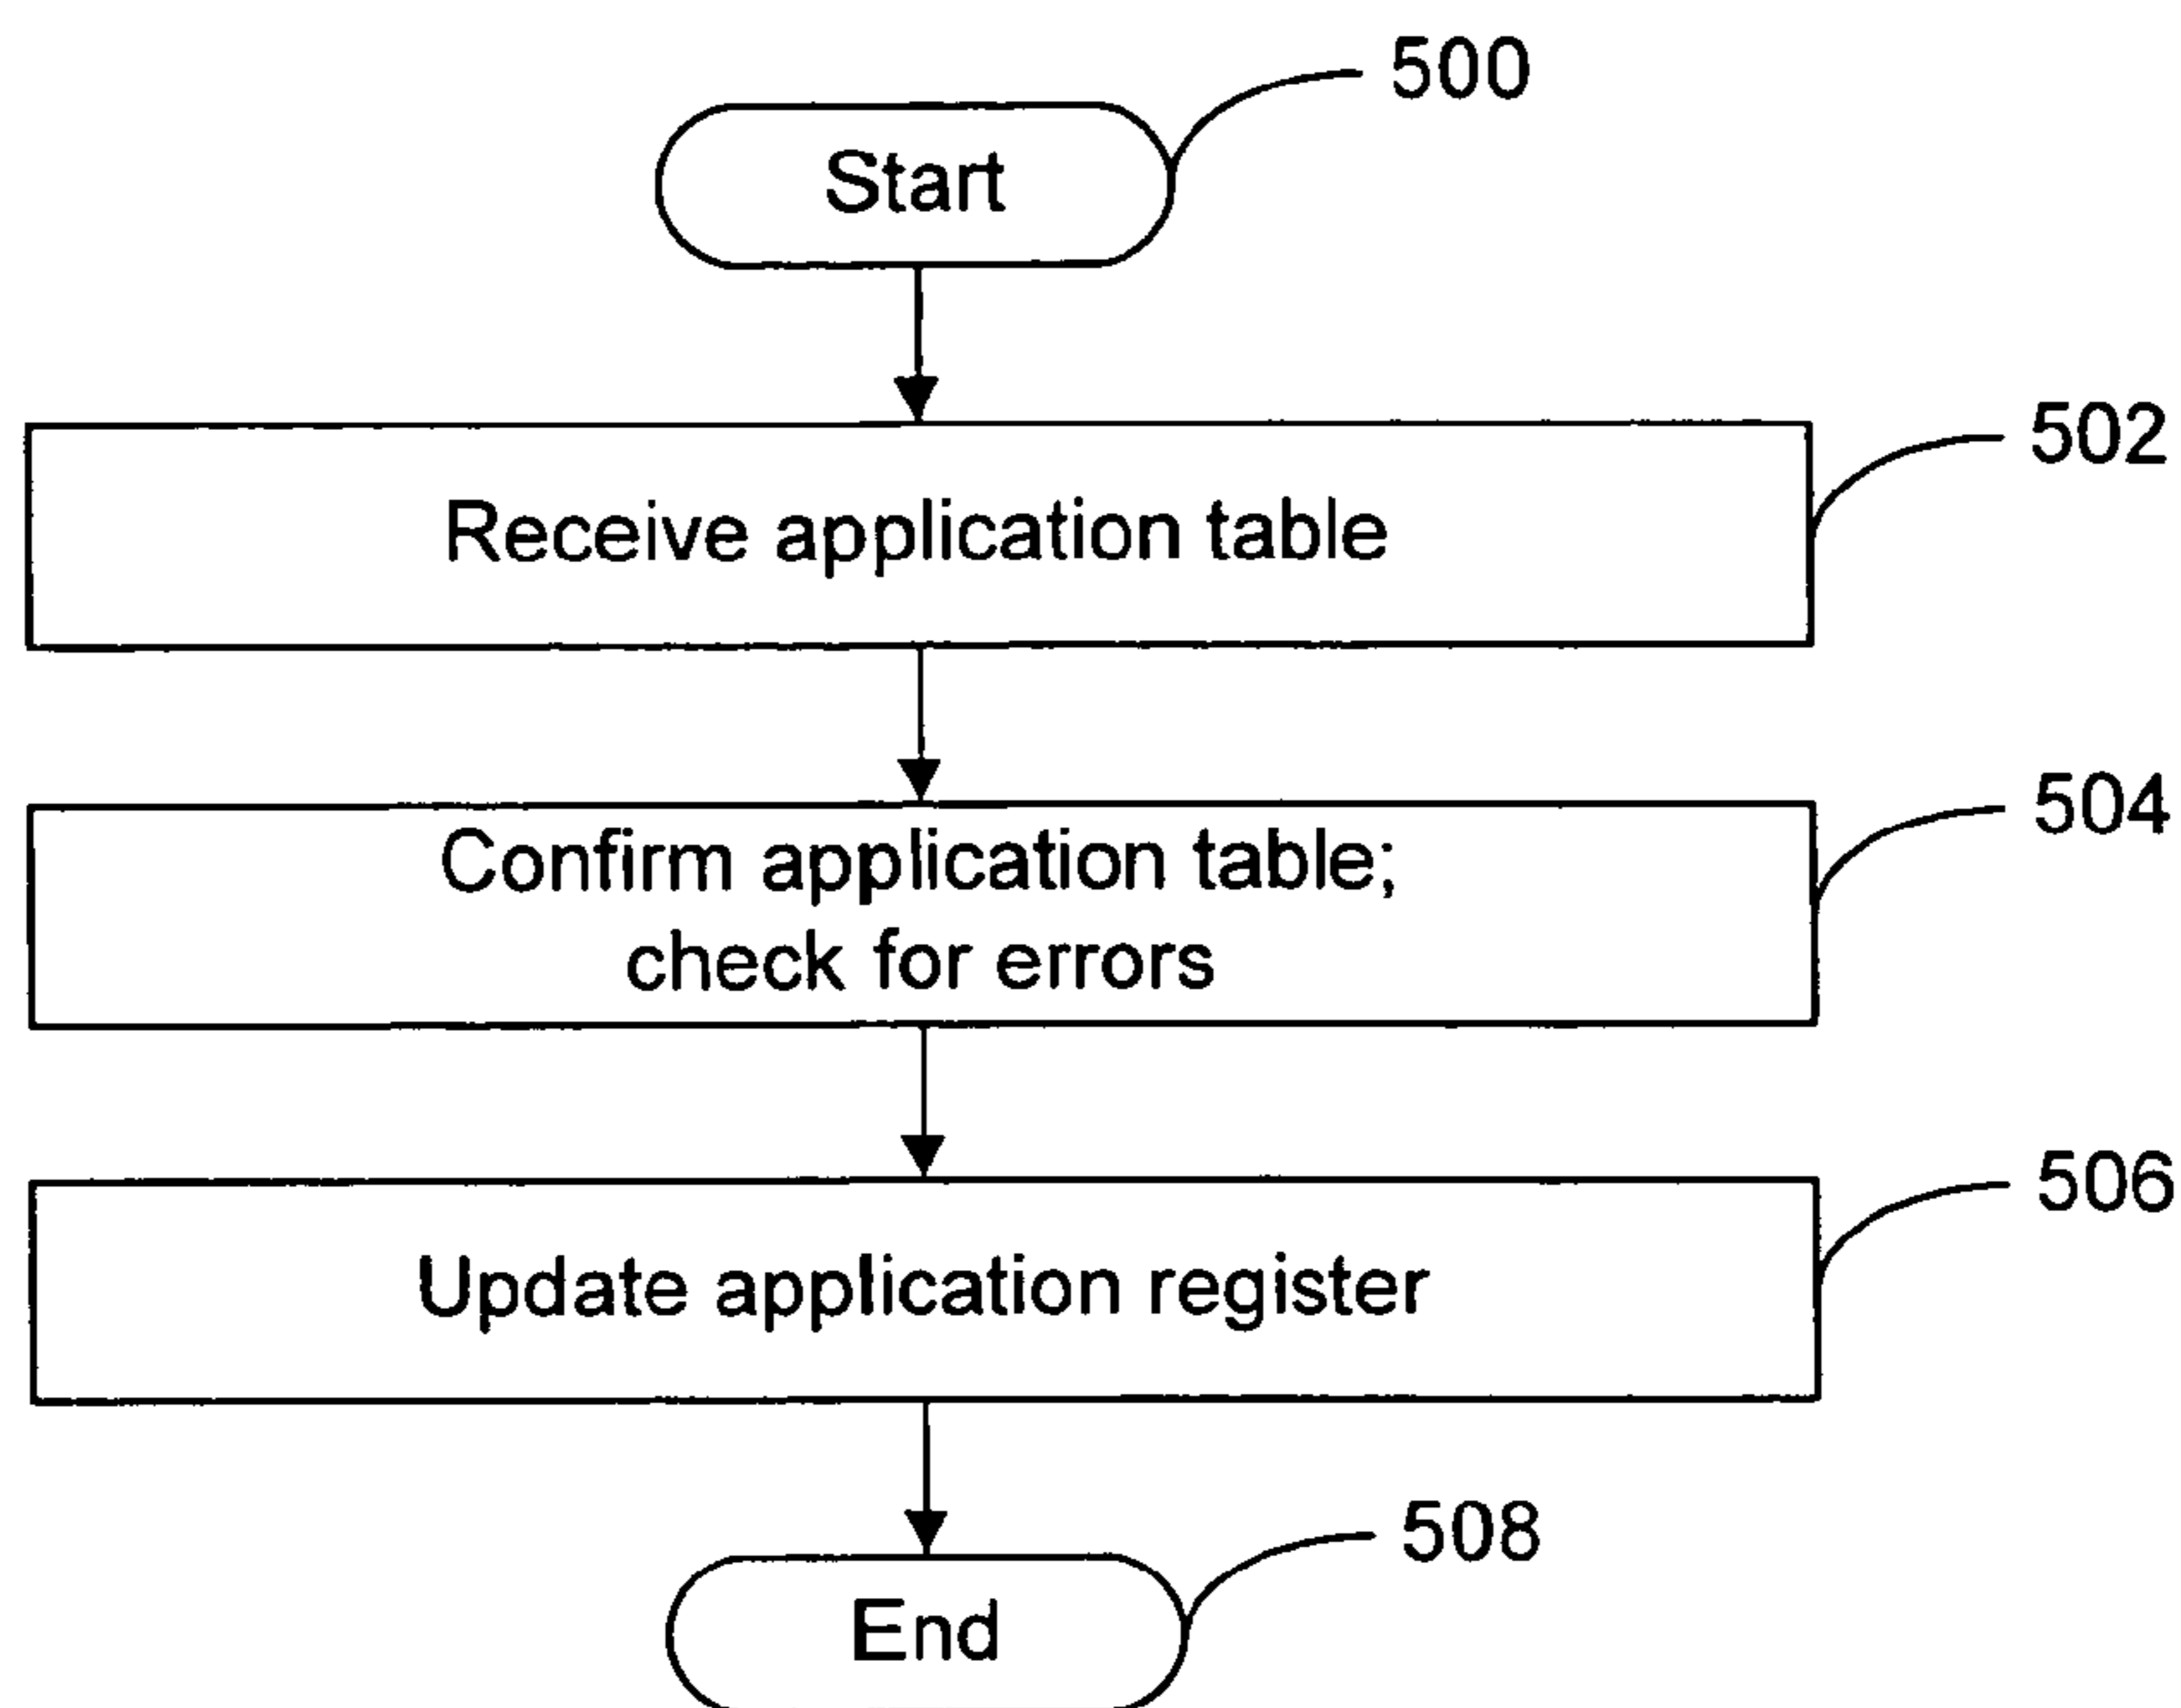 500
Start
502
Receive application table
504
Confirm application table;
check for errors
506
Update application register
508
End